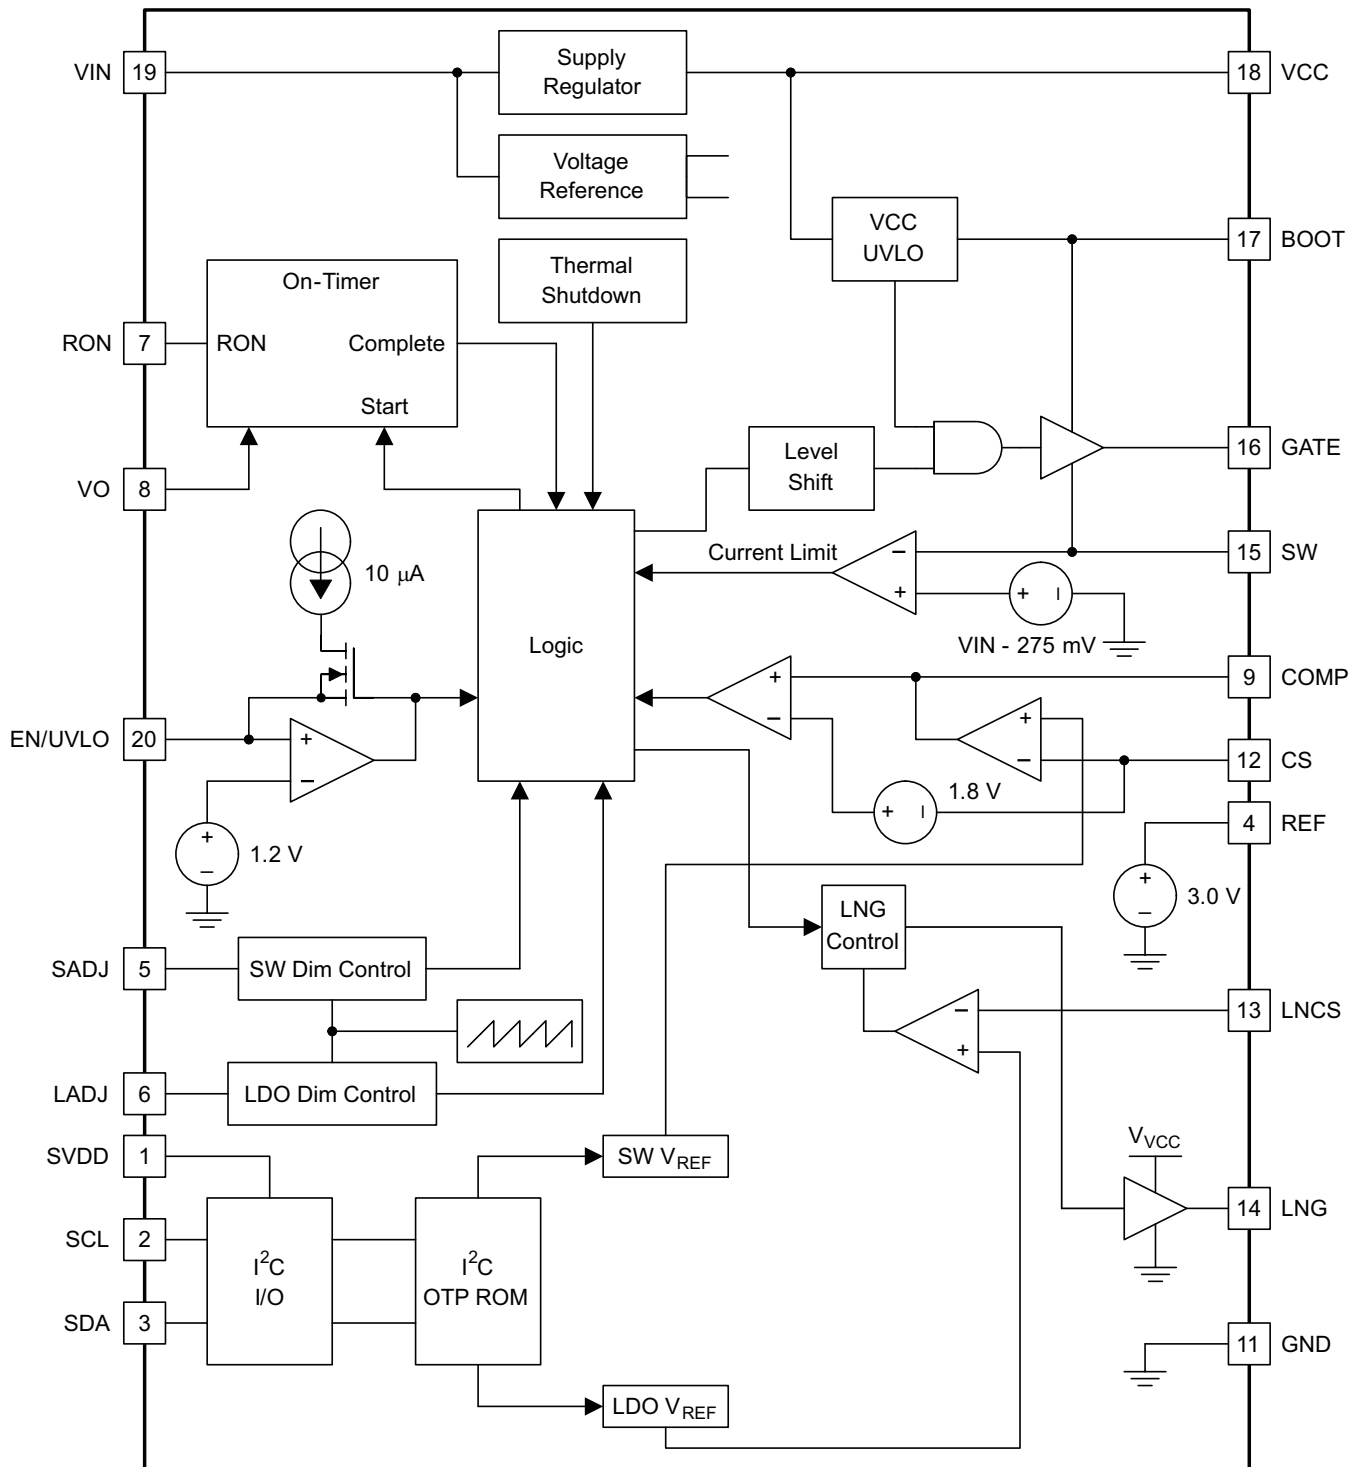 VIN 19
Supply
Regulator
18 VCC
Voltage
Reference
VCC
UVLO
17 BOOT
Thermal
Shutdown
On-Timer
RON 7
RON
Complete
Start
VO 8
Level
Shift
16 GATE
10 μA
Current Limit
−
+
15 SW
+ −
VIN - 275 mV
Logic
+
−
9 COMP
+
−
12 CS
EN/UVLO 20
+
−
+ −
1.8 V
4 REF
+
−
1.2 V
+
−
3.0 V
LNG
Control
SADJ 5
SW Dim Control
−
+
13 LNCS
LADJ 6
LDO Dim Control
SVDD 1
SW VREF
VVCC
SCL 2
I²C
I/O
I²C
OTP ROM
14 LNG
SDA 3
11 GND
LDO VREF